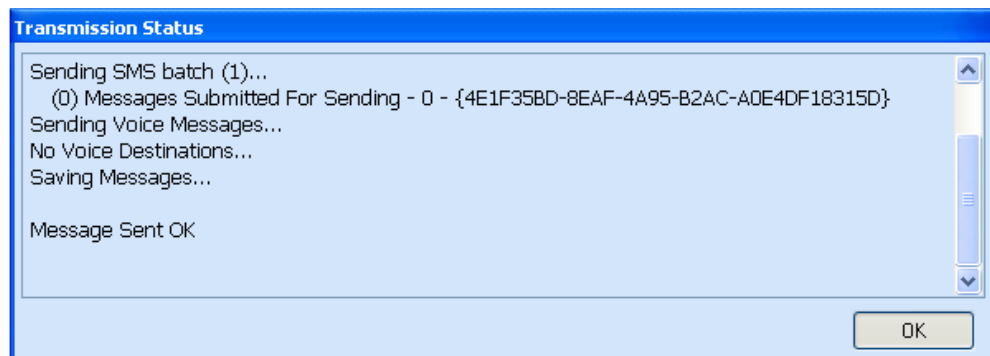 Transmission Status
Sending SMS batch (1)...
(0) Messages Submitted For Sending - 0 - {4E1F35BD-8EAF-4A95-B2AC-A0E4DF18315D}
Sending Voice Messages...
No Voice Destinations...
Saving Messages...
Message Sent OK
OK